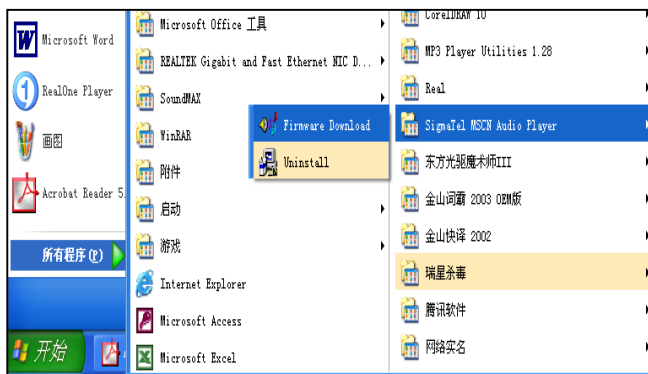 Microsoft Word
RealOne Player
画图
Acrobat Reader 5.
所有程序(P)
开始
Microsoft Office 工具
REALTEK Gigabit and Fast Ethernet NIC D...
SoundMAX
WinRAR
附件
启动
游戏
Internet Explorer
Microsoft Access
Microsoft Excel
Firmware Download
Uninstall
CorelDRAW 10
MP3 Player Utilities 1.28
Real
SigmaTel MSCN Audio Player
东方光驱魔术师III
金山词霸 2003 OEM版
金山快译 2002
瑞星杀毒
腾讯软件
网络实名